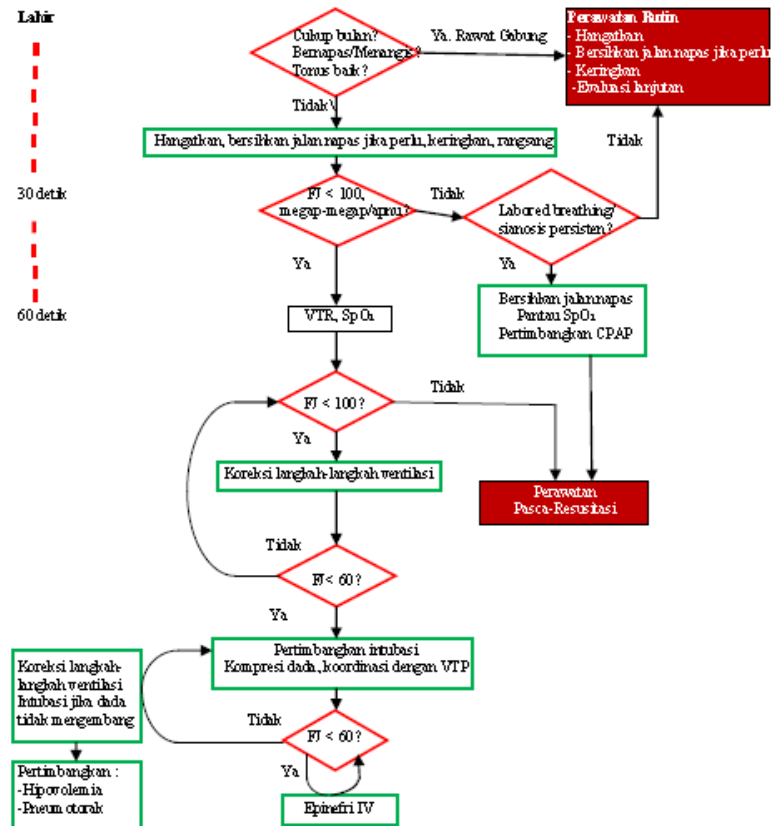 Lahir
Cukup bulan?
Bernapas/Menangis?
Tonus baik?
Ya. Rawat Gabung
Perawatan Rutin
- Hangatkan
- Bersihkan jalan napas jika perlu
- Keringkan
-Evaluasi lanjutan
Tidak\
Hangatkan, bersihkan jalan napas jika perlu, keringkan, rangsang
Tidak
30 detik
FJ < 100,
megap-megap/apnu?
Tidak
Labored breathing/
sianosis persisten?
Ya
Ya
60 detik
VTR, SpO₂
Bersihkan jalan napas
Pantau SpO₂
Pertimbangkan CPAP
FJ < 100?
Tidak
Ya
Koreksi langkah-langkah ventilasi
Perawatan
Pasca-Resusitasi
Tidak
FJ < 60?
Ya
Pertimbangkan intubasi
Kompresi dada, koordinasi dengan VTP
Koreksi langkah-
langkah ventilasi
Intubasi jika dada
tidak mengembang
Tidak
FJ < 60?
Ya
Pertimbangkan :
-Hipovolemia
-Pneumotorak
Epinefri IV